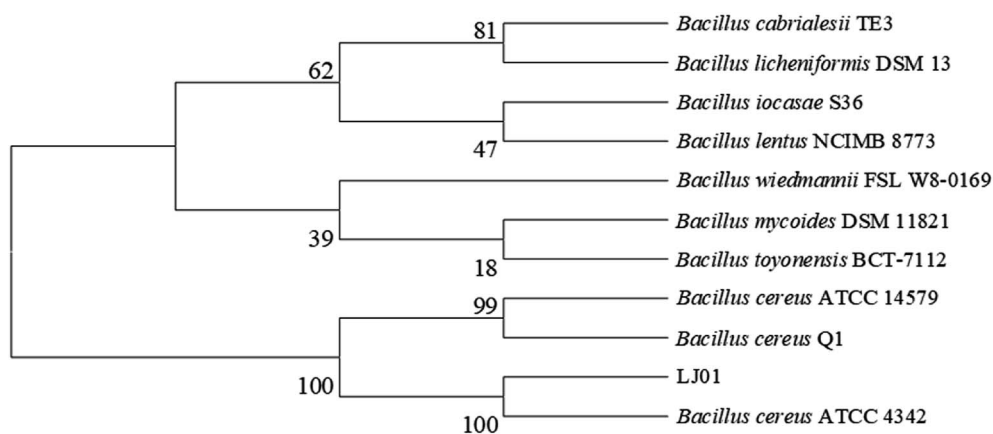 81
Bacillus cabrialesii TE3
62
Bacillus licheniformis DSM 13
Bacillus iocasae S36
47
Bacillus lentus NCIMB 8773
Bacillus wiedmannii FSL W8-0169
39
Bacillus mycoides DSM 11821
18
Bacillus toyonensis BCT-7112
99
Bacillus cereus ATCC 14579
Bacillus cereus Q1
100
LJ01
100
Bacillus cereus ATCC 4342